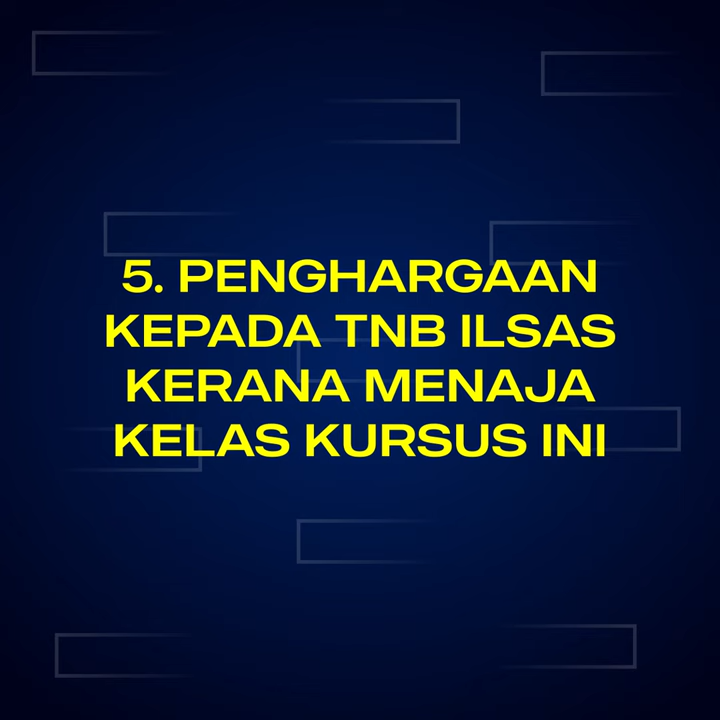 5. PENGHARGAAN
KEPADA TNB ILSAS
KERANA MENAJA
KELAS KURSUS INI